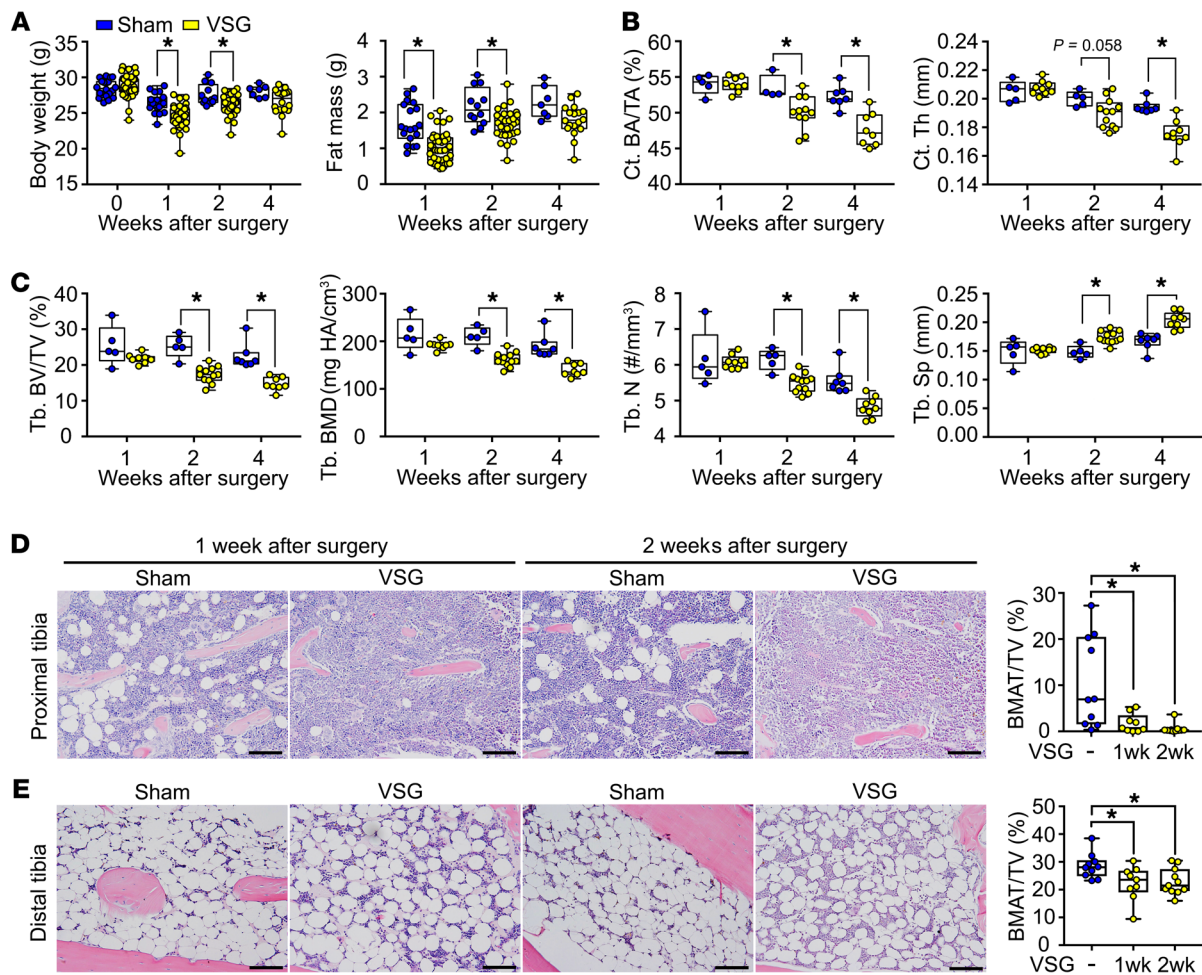 A
Sham VSG
Body weight (g)
35
30
25
20
15
* *
0 1 2 4
Weeks after surgery
Fat mass (g)
4
3
2
1
0
* *
1 2 4
Weeks after surgery
B
Ct. BA/TA (%)
60
55
50
45
40
* *
1 2 4
Weeks after surgery
Ct. Th (mm)
0.24
0.22
0.20
0.18
0.16
0.14
P = 0.058 *
1 2 4
Weeks after surgery
C
Tb. BV/TV (%)
40
30
20
10
0
* *
1 2 4
Weeks after surgery
Tb. BMD (mg HA/cm³)
300
200
100
0
* *
1 2 4
Weeks after surgery
Tb. N (#/mm³)
8
7
6
5
4
* *
1 2 4
Weeks after surgery
Tb. Sp (mm)
0.25
0.20
0.15
0.10
0.05
0.00
* *
1 2 4
Weeks after surgery
D
1 week after surgery 2 weeks after surgery
Sham VSG Sham VSG
Proximal tibia
BMAT/TV (%)
30
20
10
0
*
*
VSG - 1wk 2wk
E
Sham VSG Sham VSG
Distal tibia
BMAT/TV (%)
50
40
30
20
10
0
*
*
VSG - 1wk 2wk